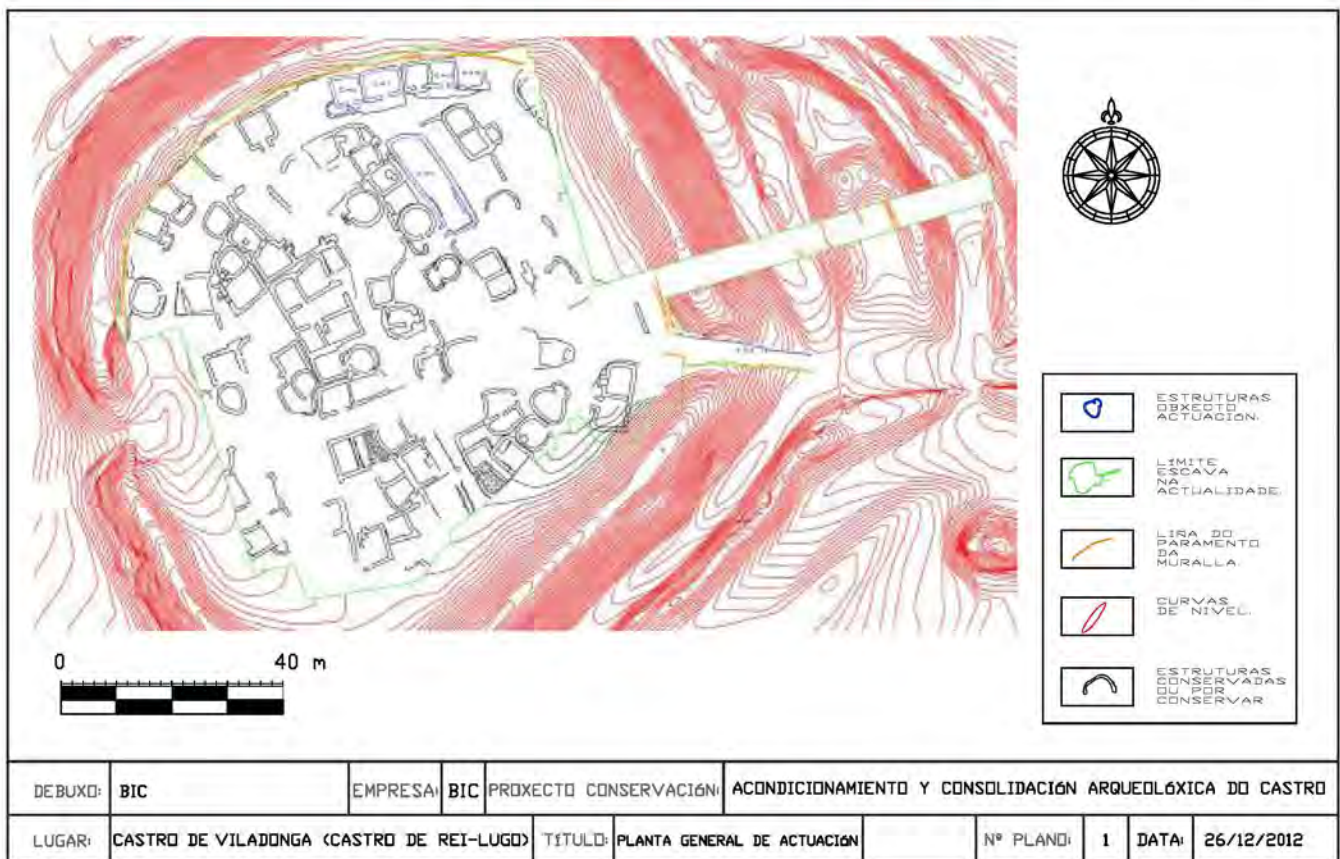 0 40 m
ESTRUTURAS
OBXECTO
ACTUACIÓN.
LÍMITE
ESCAVA
NA
ACTUALIDADE.
LIÑA DO
PARAMENTO
DA
MURALLA.
CURVAS
DE NIVEL.
ESTRUTURAS
CONSERVADAS
OU POR
CONSERVAR
DEBUXO: BIC EMPRESA: BIC PROXECTO CONSERVACIÓN: ACONDICIONAMIENTO Y CONSOLIDACIÓN ARQUEOLÓXICA DO CASTRO
LUGAR: CASTRO DE VILADONGA (CASTRO DE REI-LUGO) TÍTULO: PLANTA GENERAL DE ACTUACIÓN Nº PLANO: 1 DATA: 26/12/2012